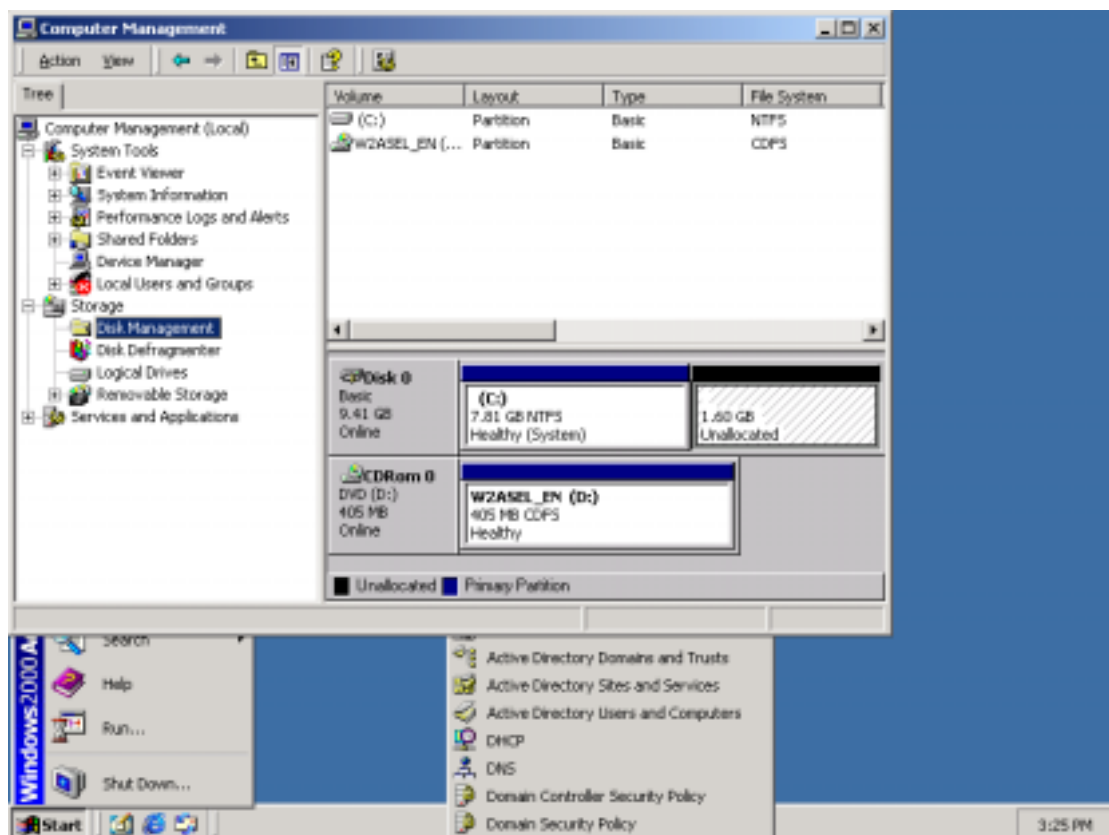 Computer Management
Action View
Tree
Computer Management (Local)
System Tools
Event Viewer
System Information
Performance Logs and Alerts
Shared Folders
Device Manager
Local Users and Groups
Storage
Disk Management
Disk Defragmenter
Logical Drives
Removable Storage
Services and Applications
Volume Layout Type File System
(C:) Partition Basic NTFS
W2ASEL_EN (... Partition Basic CDFS
Disk 0
Basic
9.41 GB
Online
(C:)
7.81 GB NTFS
Healthy (System)
1.60 GB
Unallocated
CDRom 0
DVD (D:)
405 MB
Online
W2ASEL_EN (D:)
405 MB CDFS
Healthy
Unallocated Primary Partition
Windows 2000 A
Search
Help
Run...
Shut Down...
Active Directory Domains and Trusts
Active Directory Sites and Services
Active Directory Users and Computers
DHCP
DNS
Domain Controller Security Policy
Domain Security Policy
Start
3:25 PM